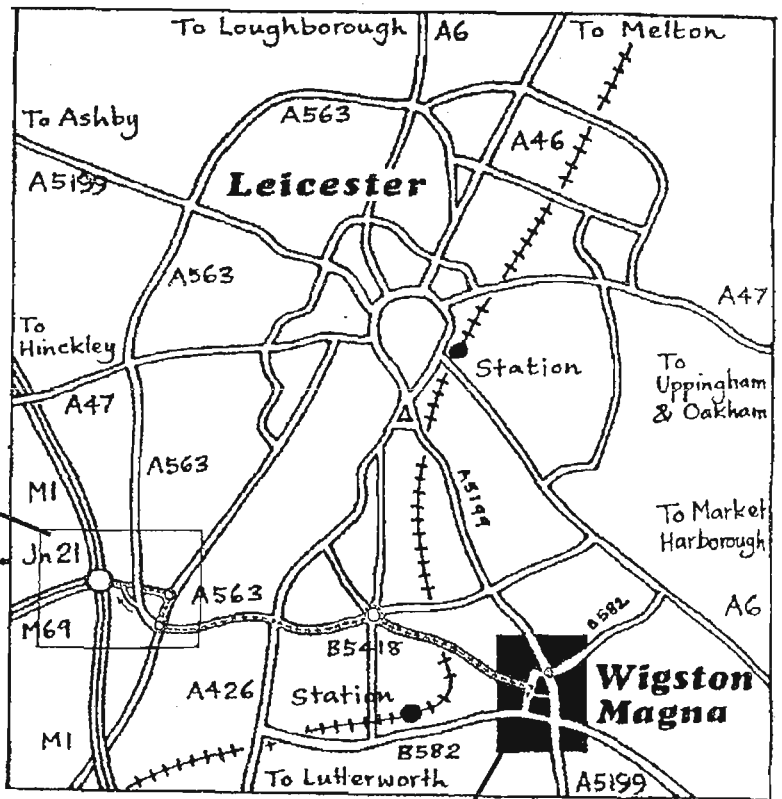 To Loughborough
A6
To Melton
To Ashby
A563
A46
A5199
Leicester
A563
A47
To
Hinckley
Station
To
Uppingham
& Oakham
A47
A563
A5199
M1
To Market
Harborough
Jn 21
A563
B582
A6
M69
B5418
Wigston
Magna
A426
Station
M1
B582
To Lutterworth
A5199